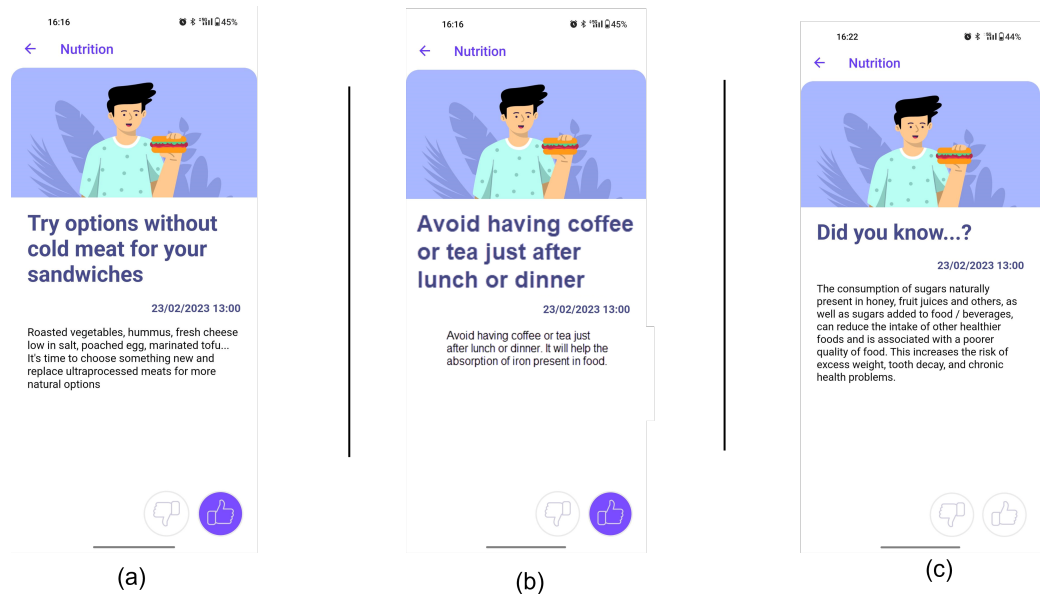 16:16
45%
Nutrition
Try options without
cold meat for your
sandwiches
23/02/2023 13:00
Roasted vegetables, hummus, fresh cheese
low in salt, poached egg, marinated tofu...
It's time to choose something new and
replace ultraprocessed meats for more
natural options
(a)
16:16
45%
Nutrition
Avoid having coffee
or tea just after
lunch or dinner
23/02/2023 13:00
Avoid having coffee or tea just
after lunch or dinner. It will help the
absorption of iron present in food.
(b)
16:22
44%
Nutrition
Did you know...?
23/02/2023 13:00
The consumption of sugars naturally
present in honey, fruit juices and others, as
well as sugars added to food / beverages,
can reduce the intake of other healthier
foods and is associated with a poorer
quality of food. This increases the risk of
excess weight, tooth decay, and chronic
health problems.
(c)